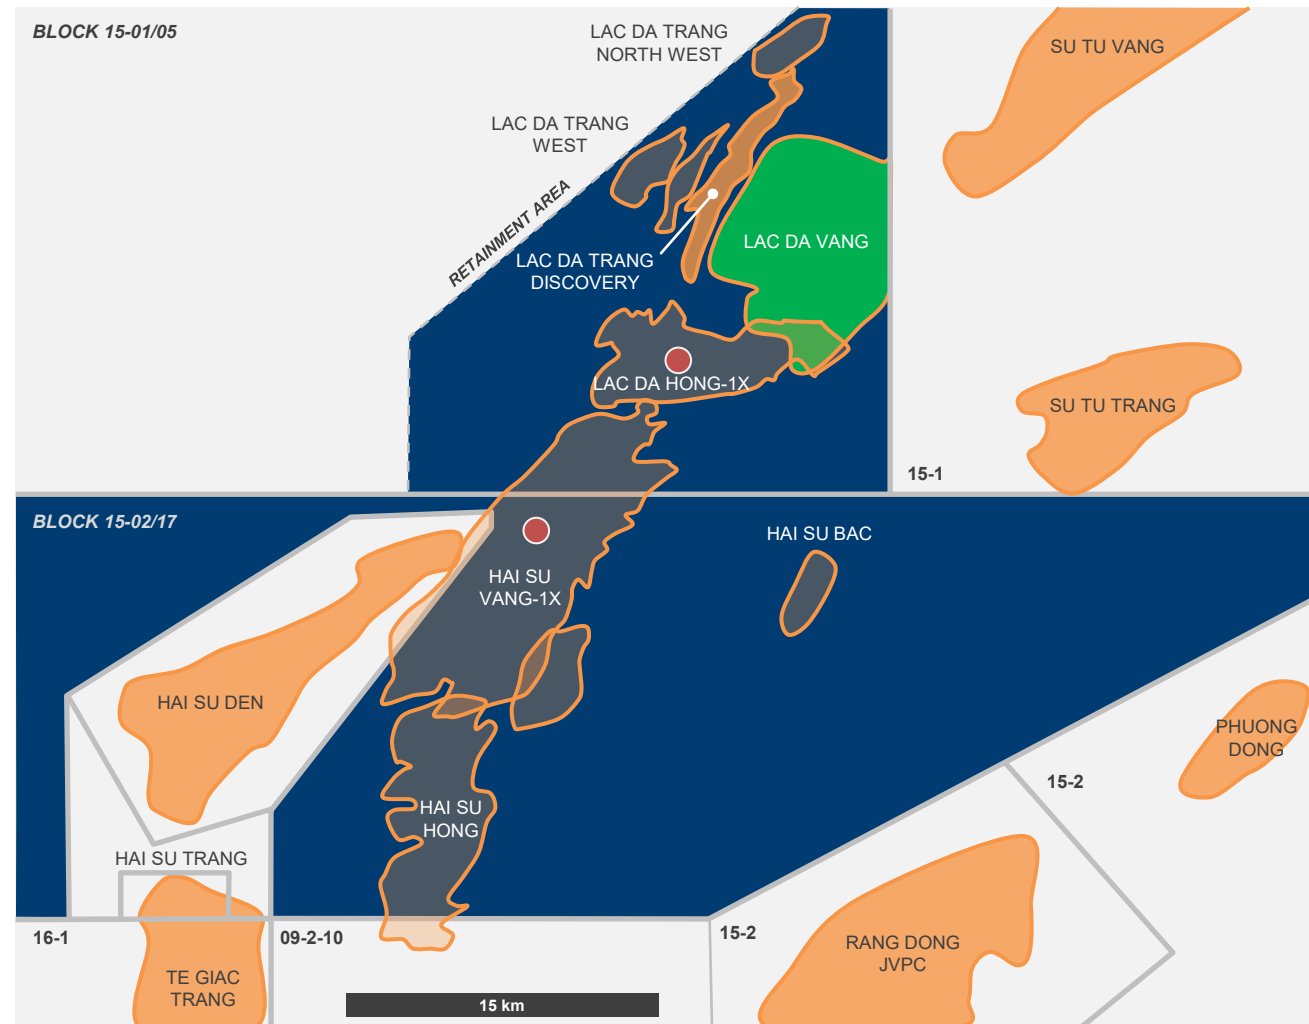 BLOCK 15-01/05
LAC DA TRANG
NORTH WEST
SU TU VANG
LAC DA TRANG
WEST
RETAINMENT AREA
LAC DA VANG
LAC DA TRANG
DISCOVERY
LAC DA HONG-1X
SU TU TRANG
15-1
BLOCK 15-02/17
HAI SU BAC
HAI SU
VANG-1X
HAI SU DEN
PHUONG
DONG
15-2
HAI SU
HONG
HAI SU TRANG
16-1
09-2-10
15-2
RANG DONG
JVPC
TE GIAC
TRANG
15 km